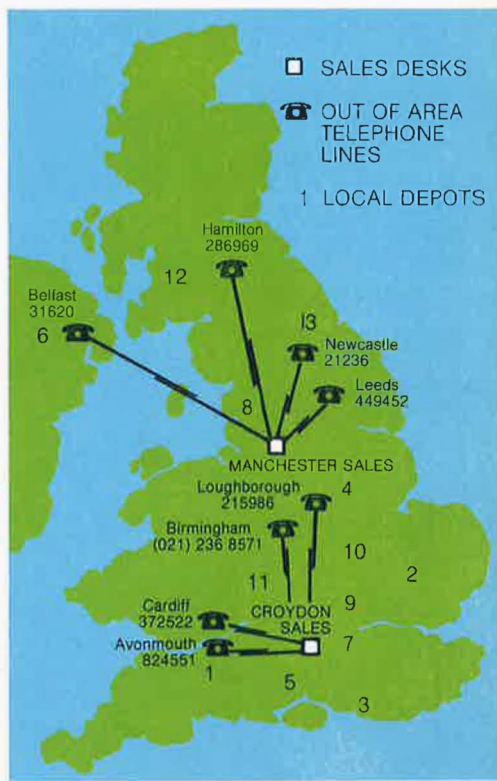 SALES DESKS
OUT OF AREA
TELEPHONE
LINES
1 LOCAL DEPOTS
Hamilton
286969
12
Belfast
31620
6
13
Newcastle
21236
Leeds
449452
8
MANCHESTER SALES
Loughborough
215986
4
Birmingham
(021) 236 8571
10
2
11
9
Cardiff
372522
CROYDON
SALES
Avonmouth
824551
7
1
5
3